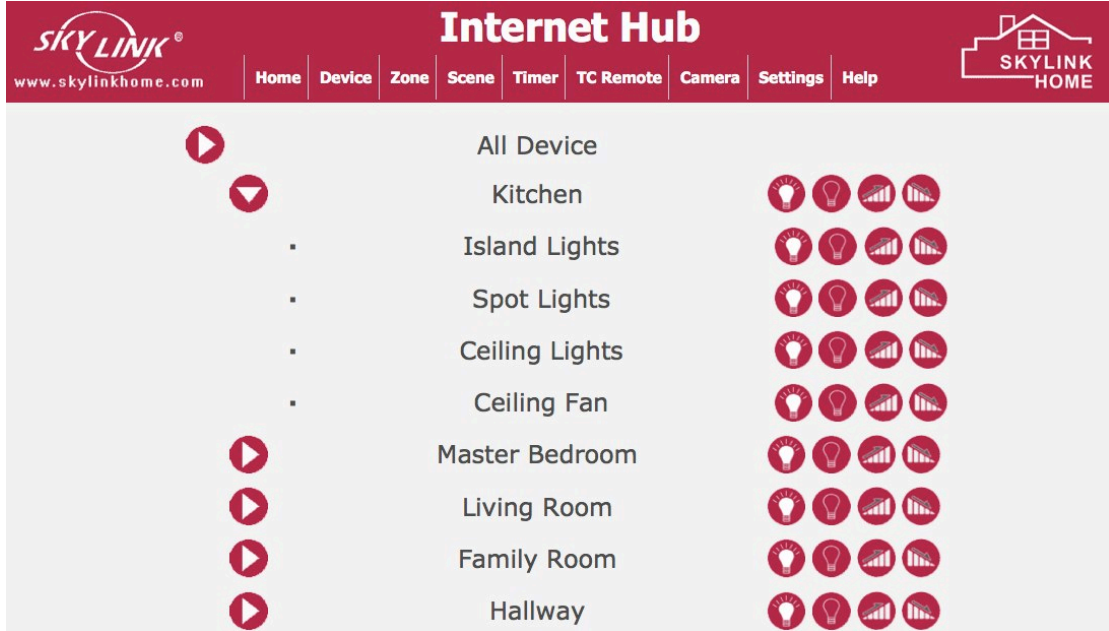 SKYLINK®
www.skylinkhome.com
Internet Hub
Home Device Zone Scene Timer TC Remote Camera Settings Help
SKYLINK
HOME
All Device
Kitchen
Island Lights
Spot Lights
Ceiling Lights
Ceiling Fan
Master Bedroom
Living Room
Family Room
Hallway